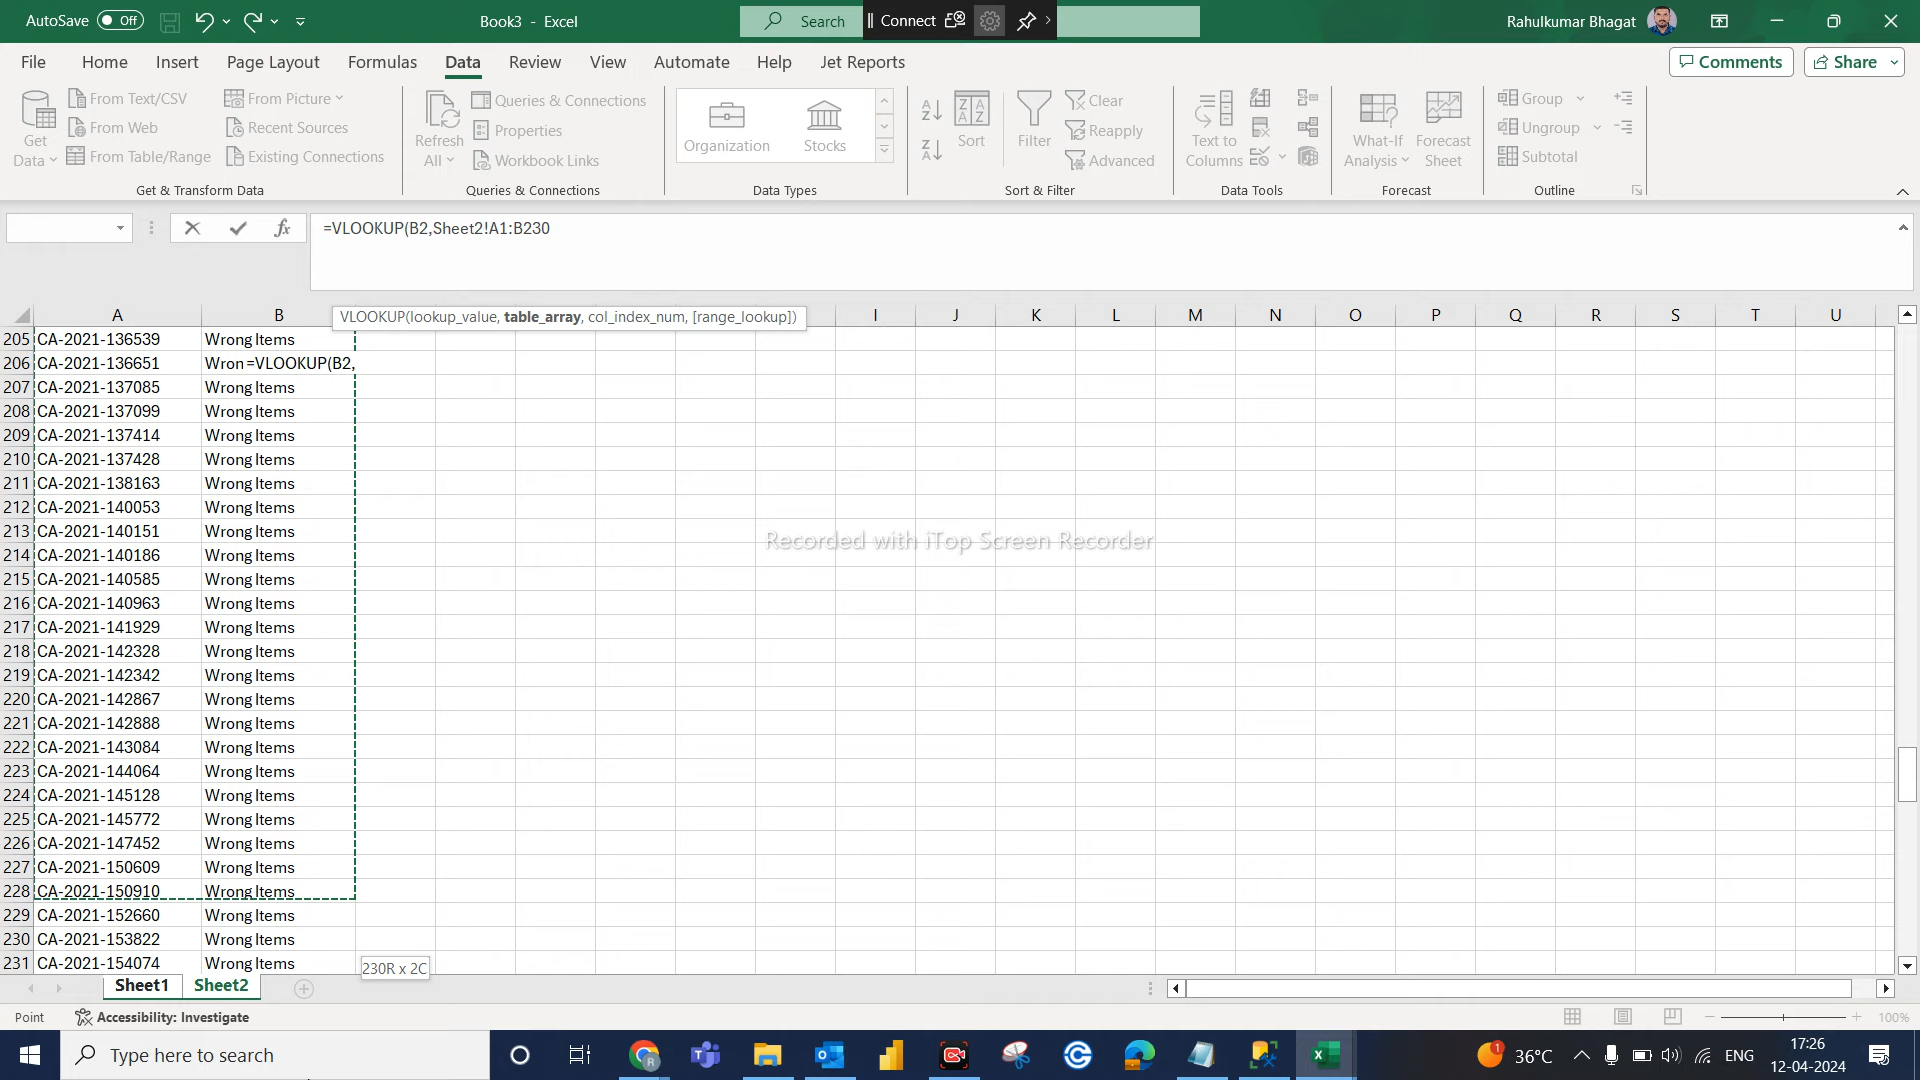 AutoSave Off
Book3 - Excel
Search
Connect
Rahulkumar Bhagat
File Home Insert Page Layout Formulas Data Review View Automate Help Jet Reports
Comments
Share
Get Data
From Text/CSV
From Web
From Table/Range
From Picture
Recent Sources
Existing Connections
Get & Transform Data
Refresh All
Queries & Connections
Properties
Workbook Links
Queries & Connections
Organization
Stocks
Data Types
Sort
Filter
Clear
Reapply
Advanced
Sort & Filter
Text to Columns
Data Tools
What-If Analysis
Forecast Sheet
Forecast
Group
Ungroup
Subtotal
Outline
=VLOOKUP(B2,Sheet2!A1:B230
VLOOKUP(lookup_value, table_array, col_index_num, [range_lookup])
A B I J K L M N O P Q R S T U
205 CA-2021-136539 Wrong Items
206 CA-2021-136651 Wron =VLOOKUP(B2,
207 CA-2021-137085 Wrong Items
208 CA-2021-137099 Wrong Items
209 CA-2021-137414 Wrong Items
210 CA-2021-137428 Wrong Items
211 CA-2021-138163 Wrong Items
212 CA-2021-140053 Wrong Items
213 CA-2021-140151 Wrong Items
214 CA-2021-140186 Wrong Items
215 CA-2021-140585 Wrong Items
216 CA-2021-140963 Wrong Items
217 CA-2021-141929 Wrong Items
218 CA-2021-142328 Wrong Items
219 CA-2021-142342 Wrong Items
220 CA-2021-142867 Wrong Items
221 CA-2021-142888 Wrong Items
222 CA-2021-143084 Wrong Items
223 CA-2021-144064 Wrong Items
224 CA-2021-145128 Wrong Items
225 CA-2021-145772 Wrong Items
226 CA-2021-147452 Wrong Items
227 CA-2021-150609 Wrong Items
228 CA-2021-150910 Wrong Items
229 CA-2021-152660 Wrong Items
230 CA-2021-153822 Wrong Items
231 CA-2021-154074 Wrong Items
Recorded with iTop Screen Recorder
230R x 2C
Sheet1 Sheet2
Point
Accessibility: Investigate
100%
Type here to search
1
36°C
ENG
17:26
12-04-2024